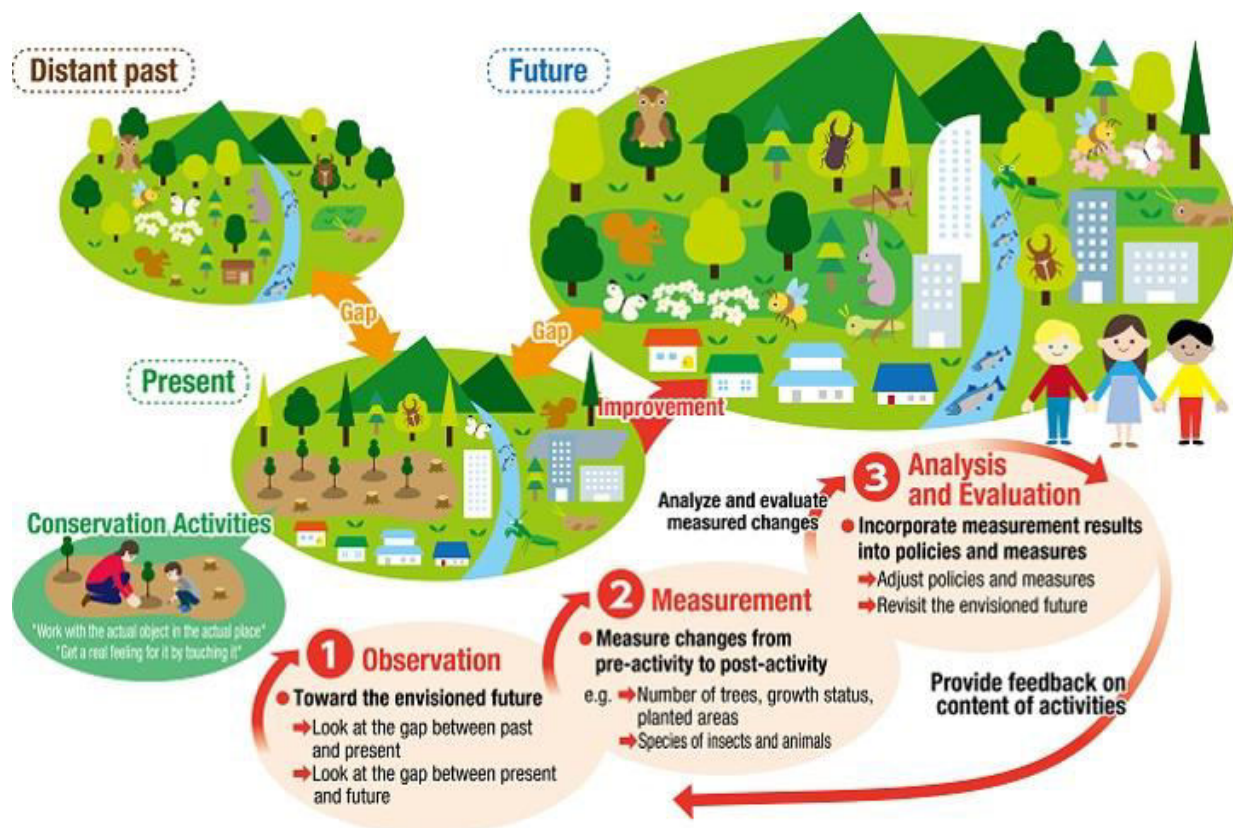 Distant past
Future
Gap
Gap
Present
Improvement
Conservation Activities
"Work with the actual object in the actual place"
"Get a real feeling for it by touching it"
1 Observation
● Toward the envisioned future
➡Look at the gap between past
and present
➡Look at the gap between present
and future
2 Measurement
● Measure changes from
pre-activity to post-activity
e.g. ➡Number of trees, growth status,
planted areas
➡Species of insects and animals
Analyze and evaluate
measured changes
3 Analysis
and Evaluation
● Incorporate measurement results
into policies and measures
➡Adjust policies and measures
➡Revisit the envisioned future
Provide feedback on
content of activities